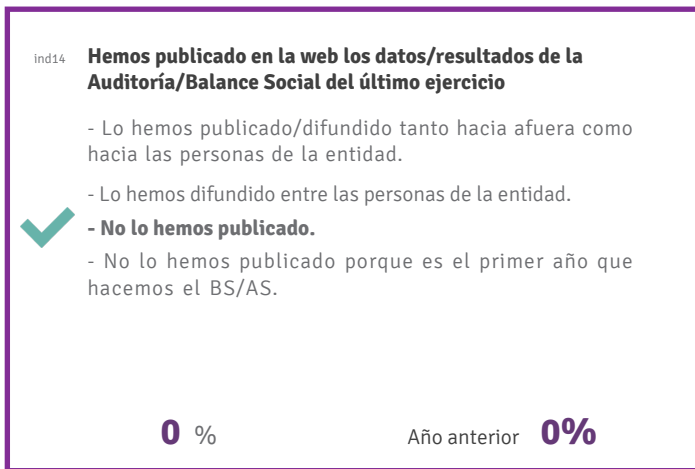 ind14 Hemos publicado en la web los datos/resultados de la
Auditoría/Balance Social del último ejercicio
- Lo hemos publicado/difundido tanto hacia afuera como
hacia las personas de la entidad.
- Lo hemos difundido entre las personas de la entidad.
- No lo hemos publicado.
- No lo hemos publicado porque es el primer año que
hacemos el BS/AS.
0 % Año anterior 0%